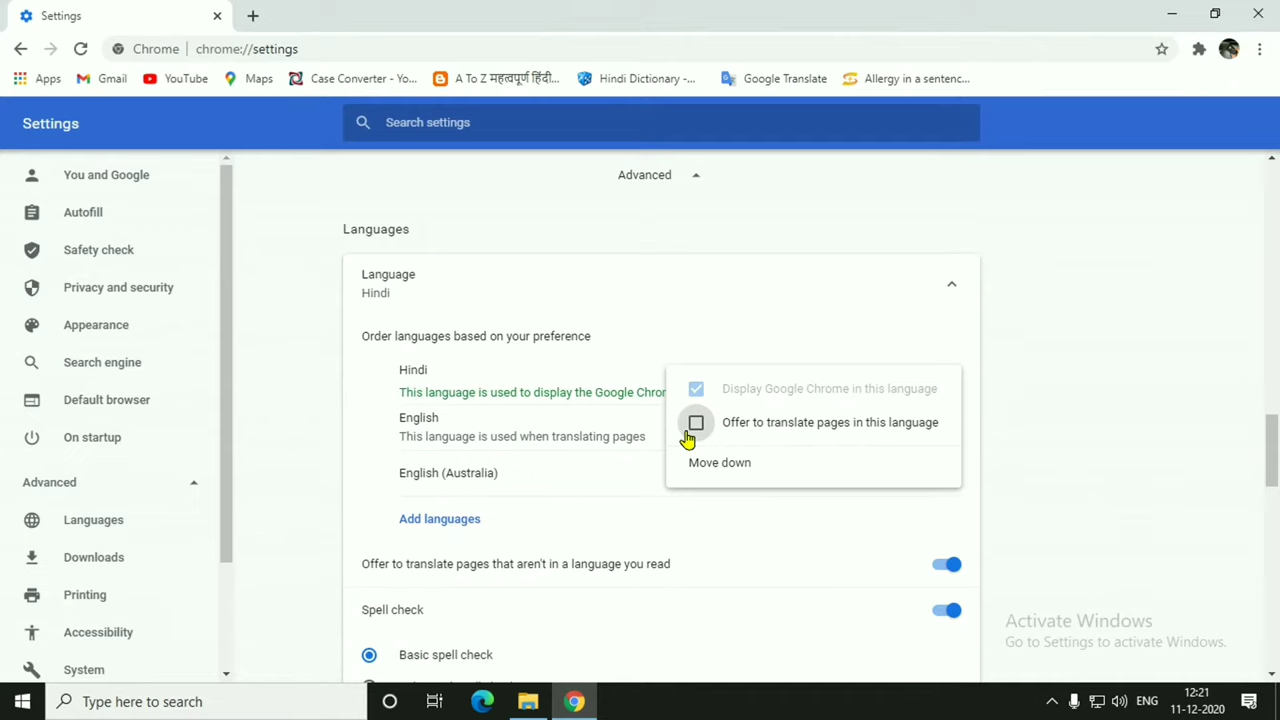 Settings
Chrome
chrome://settings
Apps
Gmail
YouTube
Maps
Case Converter - Yo...
A To Z महत्वपूर्ण हिंदी...
Hindi Dictionary -...
Google Translate
Allergy in a sentenc...
Settings
Search settings
You and Google
Autofill
Safety check
Privacy and security
Appearance
Search engine
Default browser
On startup
Advanced
Languages
Downloads
Printing
Accessibility
System
Advanced
Languages
Language
Hindi
Order languages based on your preference
Hindi
This language is used to display the Google Chro
English
This language is used when translating pages
English (Australia)
Add languages
Display Google Chrome in this language
Offer to translate pages in this language
Move down
Offer to translate pages that aren't in a language you read
Spell check
Basic spell check
Activate Windows
Go to Settings to activate Windows.
Type here to search
ENG
12:21
11-12-2020